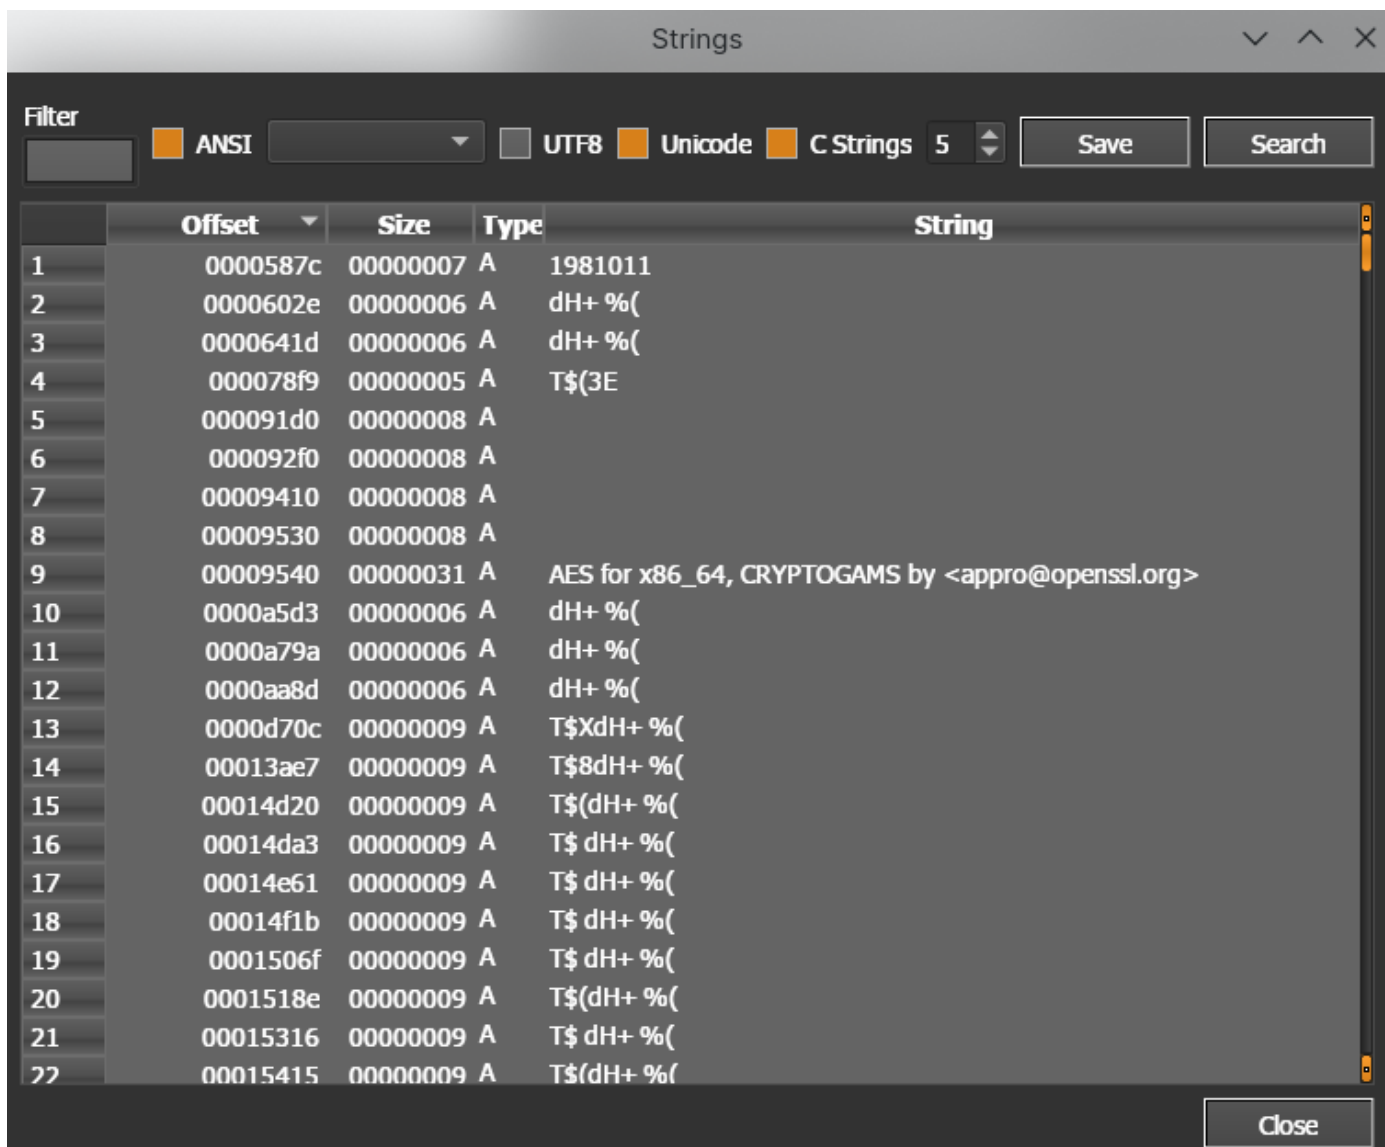 Strings
Filter
ANSI UTF8 Unicode C Strings 5 Save Search
Offset Size Type String
1 0000587c 00000007 A 1981011
2 0000602e 00000006 A dH+ %(
3 0000641d 00000006 A dH+ %(
4 000078f9 00000005 A T$(3E
5 000091d0 00000008 A
6 000092f0 00000008 A
7 00009410 00000008 A
8 00009530 00000008 A
9 00009540 00000031 A AES for x86_64, CRYPTOGAMS by <appro@openssl.org>
10 0000a5d3 00000006 A dH+ %(
11 0000a79a 00000006 A dH+ %(
12 0000aa8d 00000006 A dH+ %(
13 0000d70c 00000009 A T$XdH+ %(
14 00013ae7 00000009 A T$8dH+ %(
15 00014d20 00000009 A T$(dH+ %(
16 00014da3 00000009 A T$ dH+ %(
17 00014e61 00000009 A T$ dH+ %(
18 00014f1b 00000009 A T$ dH+ %(
19 0001506f 00000009 A T$ dH+ %(
20 0001518e 00000009 A T$(dH+ %(
21 00015316 00000009 A T$ dH+ %(
22 00015415 00000009 A T$(dH+ %(
Close